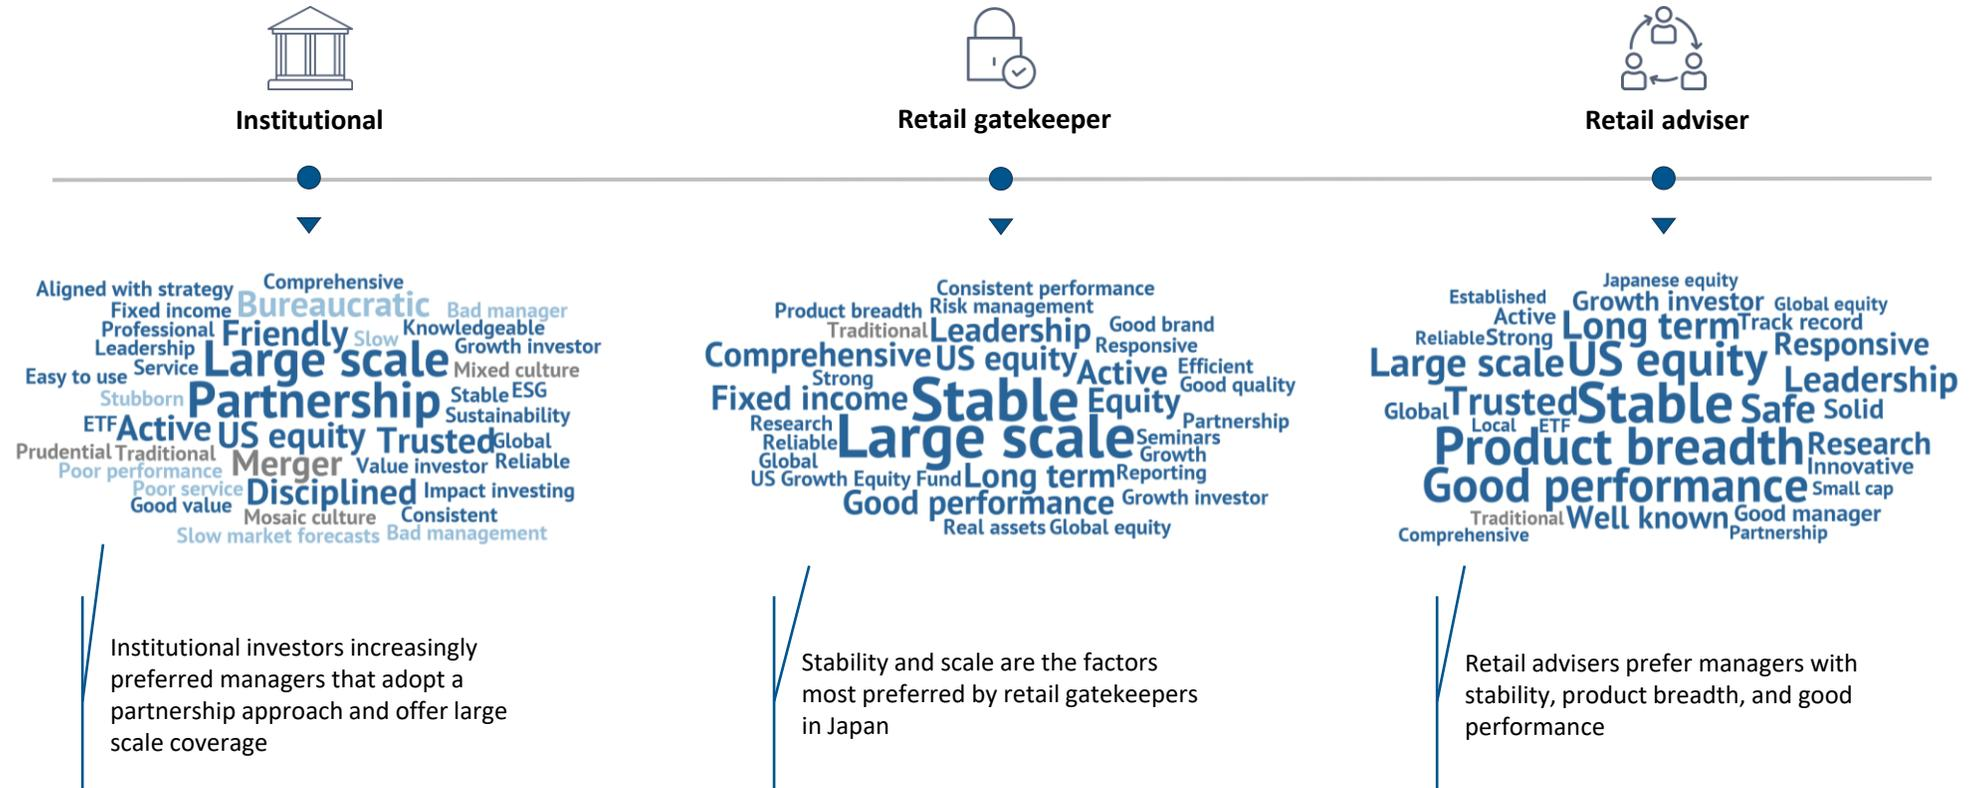 Institutional
Retail gatekeeper
Retail adviser
Comprehensive
Aligned with strategy
Bureaucratic
Fixed income
Bad manager
Professional
Friendly
Slow
Knowledgeable
Leadership
Large scale
Growth investor
Service
Mixed culture
Easy to use
Stubborn
Partnership
Stable
ESG
Sustainability
ETF
Active
US equity
Trusted
Global
Prudential
Traditional
Merger
Value investor
Reliable
Poor performance
Poor service
Disciplined
Impact investing
Good value
Mosaic culture
Consistent
Slow market forecasts
Bad management
Consistent performance
Product breadth
Risk management
Traditional
Leadership
Good brand
Responsive
Comprehensive
US equity
Active
Efficient
Strong
Good quality
Fixed income
Stable
Equity
Research
Partnership
Reliable
Large scale
Seminars
Global
Growth
US Growth Equity Fund
Long term
Reporting
Good performance
Growth investor
Real assets
Global equity
Japanese equity
Established
Growth investor
Global equity
Active
Long term
Track record
Reliable
Strong
Responsive
Large scale
US equity
Leadership
Global
Trusted
Stable
Safe
Solid
Local
ETF
Product breadth
Research
Innovative
Good performance
Small cap
Traditional
Well known
Good manager
Comprehensive
Partnership
Institutional investors increasingly
preferred managers that adopt a
partnership approach and offer large
scale coverage
Stability and scale are the factors
most preferred by retail gatekeepers
in Japan
Retail advisers prefer managers with
stability, product breadth, and good
performance